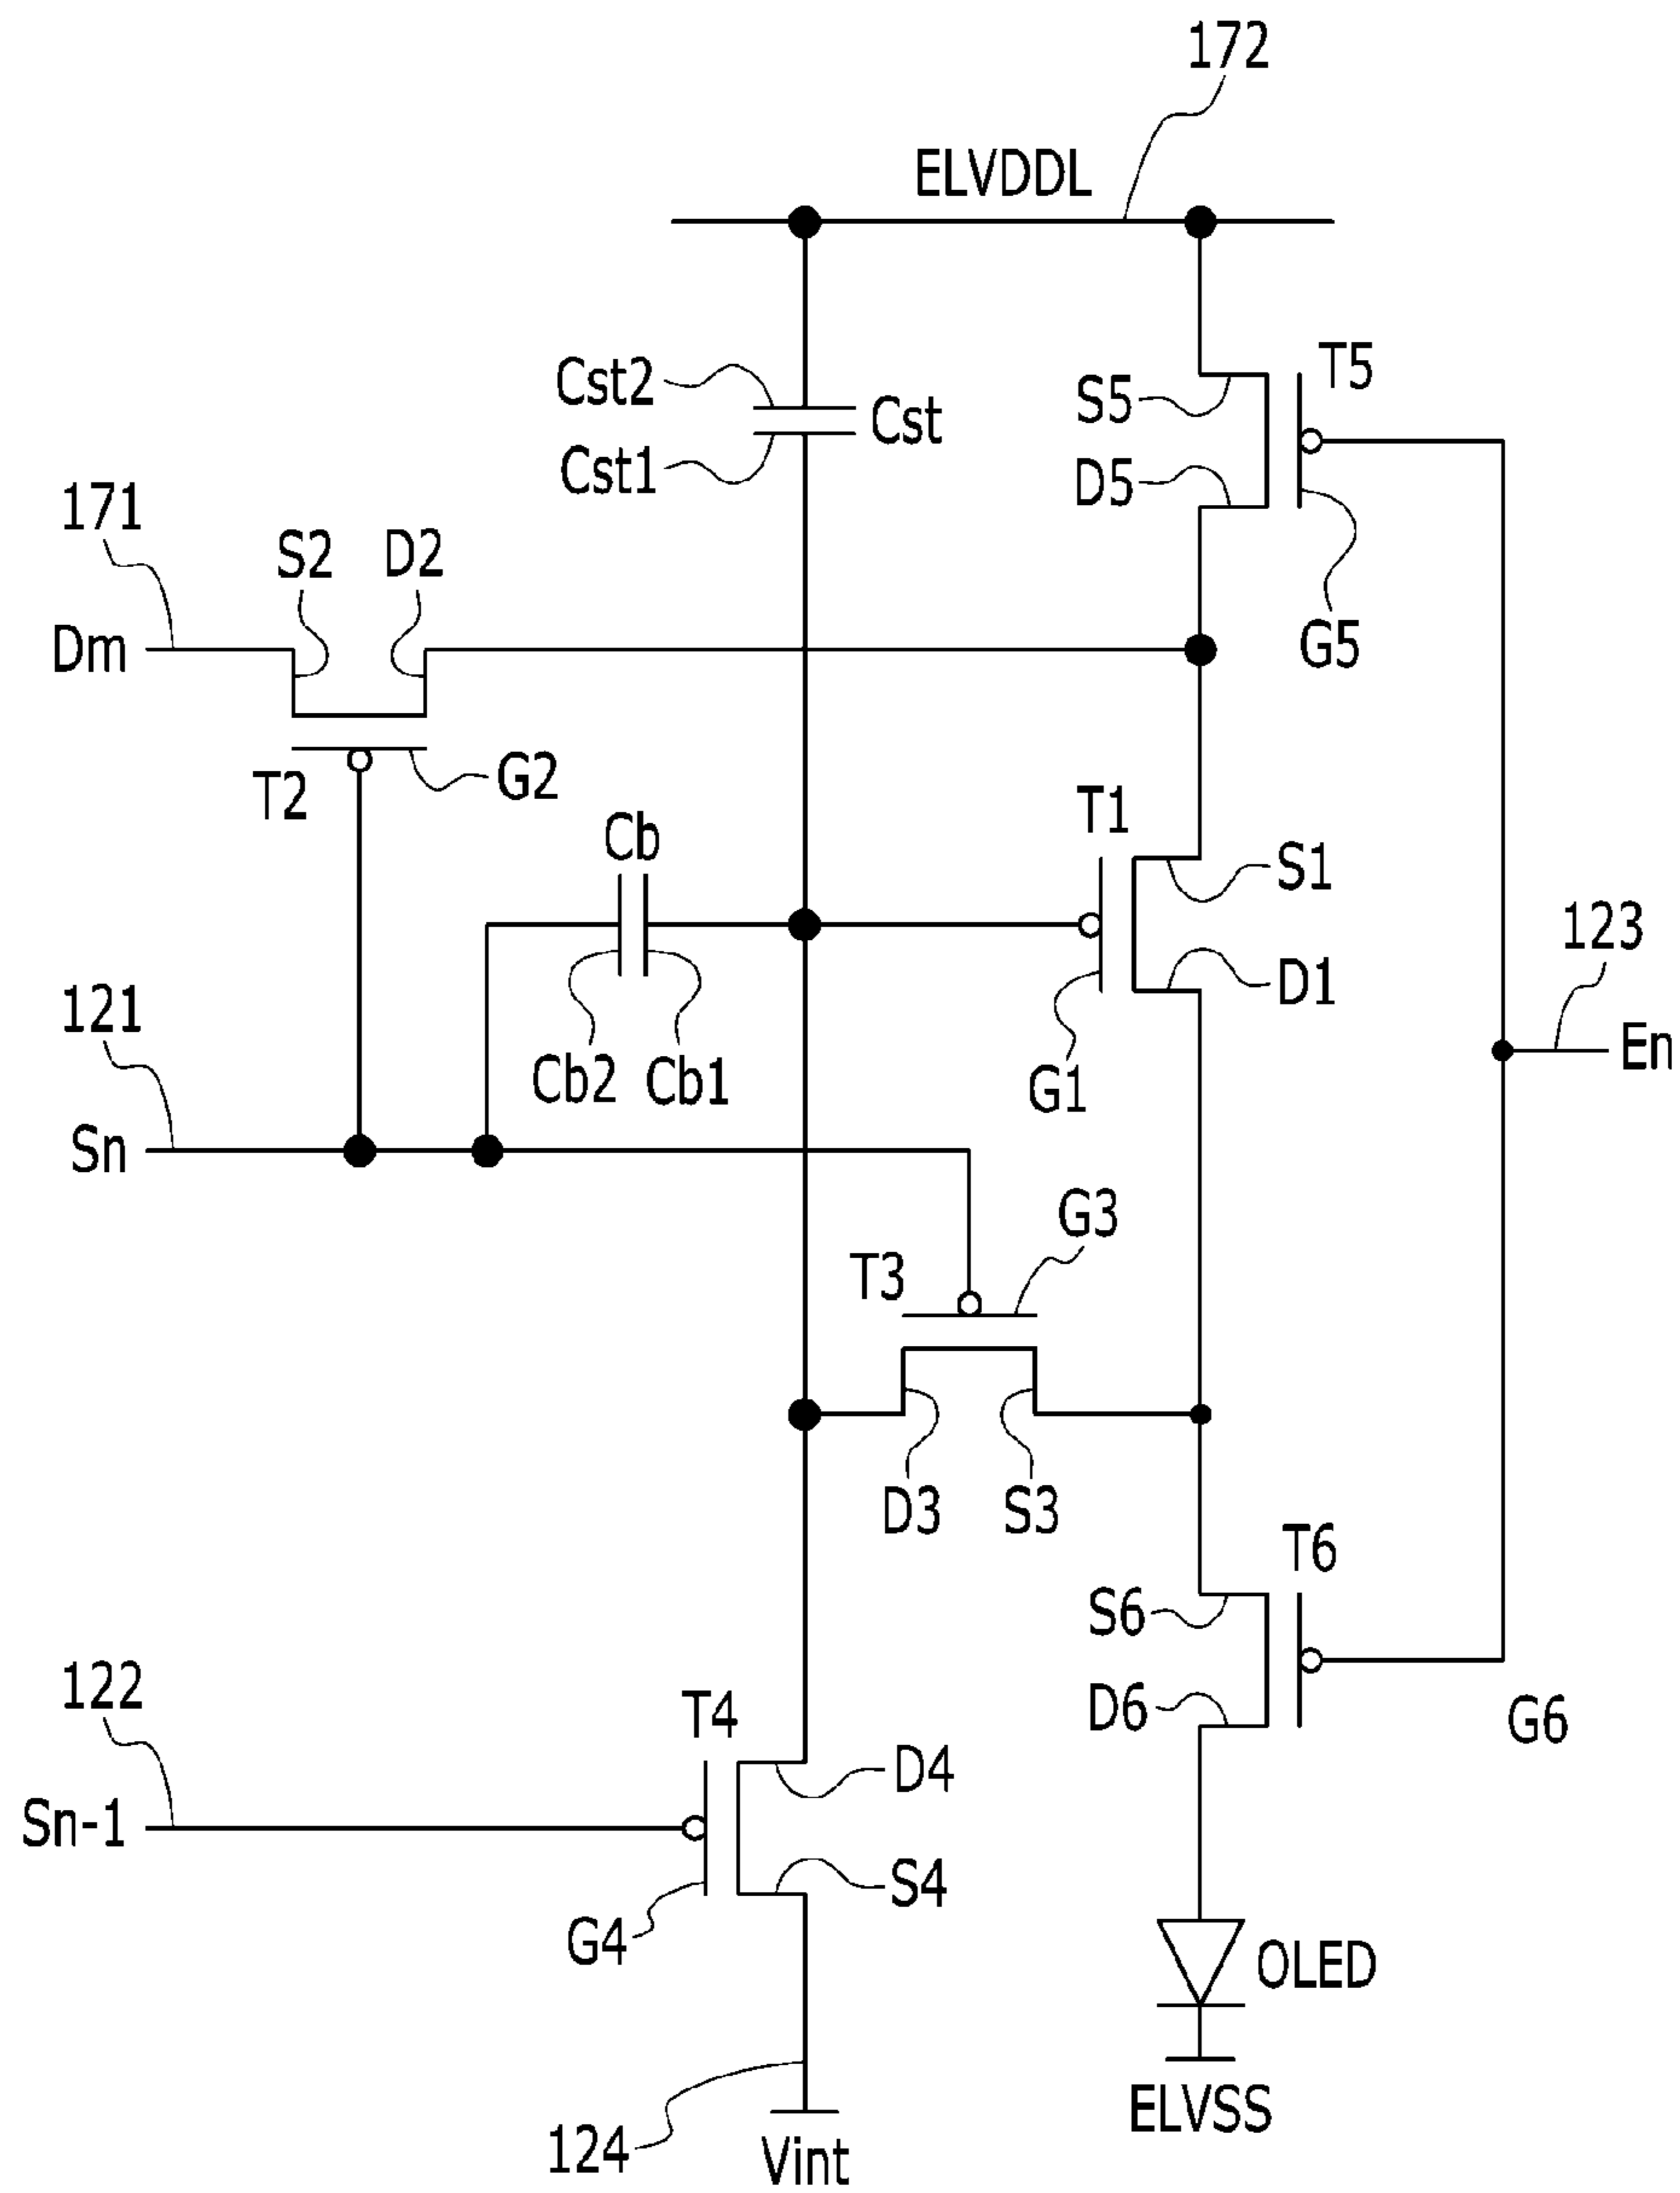 172
ELVDDL
Cst2
Cst
Cst1
S5
T5
D5
171
S2
D2
Dm
G5
T2
G2
Cb
T1
S1
123
121
D1
En
Cb2
Cb1
G1
Sn
G3
T3
D3
S3
T6
S6
122
T4
D6
G6
D4
Sn-1
S4
G4
OLED
ELVSS
124
Vint